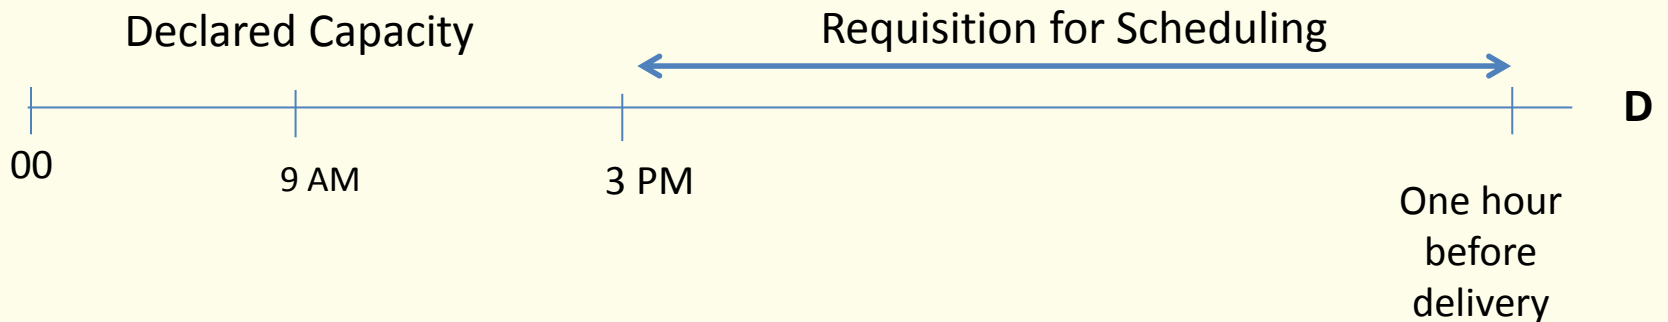 Declared Capacity
Requisition for Scheduling
D
00
9 AM
3 PM
One hour
before
delivery